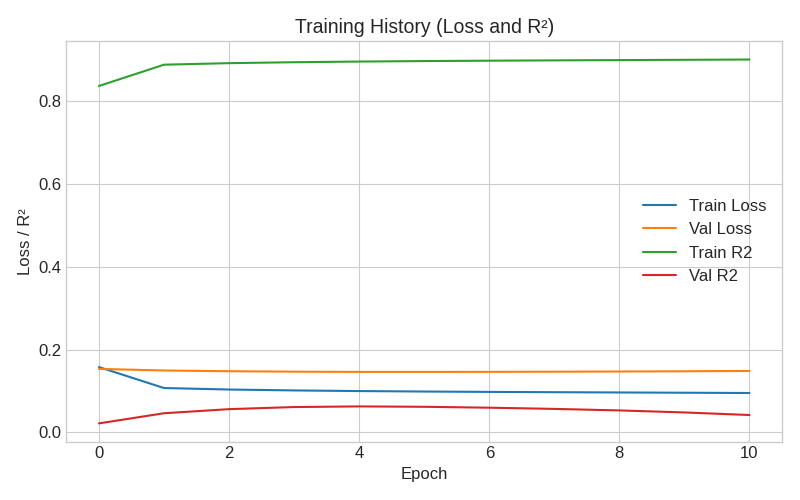 Training History (Loss and R²)
Loss / R²
0.8
0.6
0.4
0.2
0.0
Train Loss
Val Loss
Train R2
Val R2
0 2 4 6 8 10
Epoch